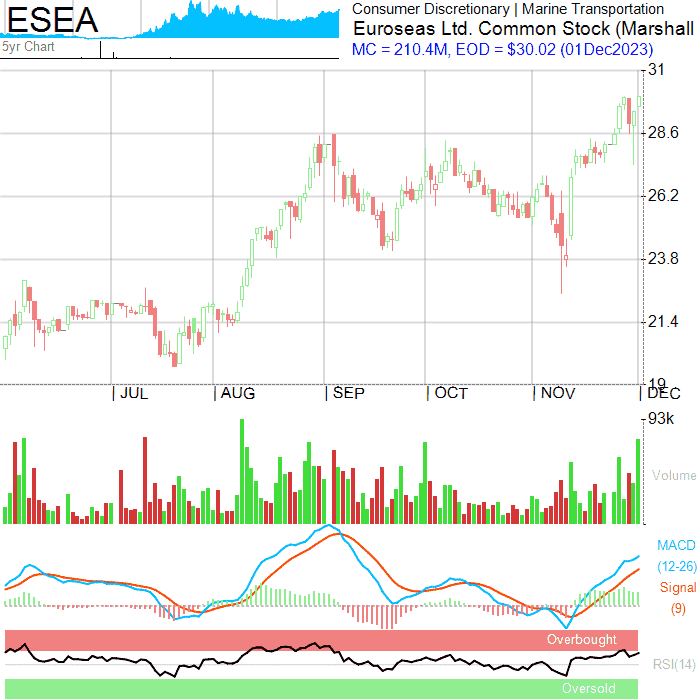 ESEA
5yr Chart
Consumer Discretionary | Marine Transportation
Euroseas Ltd. Common Stock (Marshall
MC = 210.4M, EOD = $30.02 (01Dec2023)
31
28.6
26.2
23.8
21.4
19
JUL AUG SEP OCT NOV DEC
93k
Volume
MACD
(12-26)
Signal
(9)
Overbought
RSI(14)
Oversold